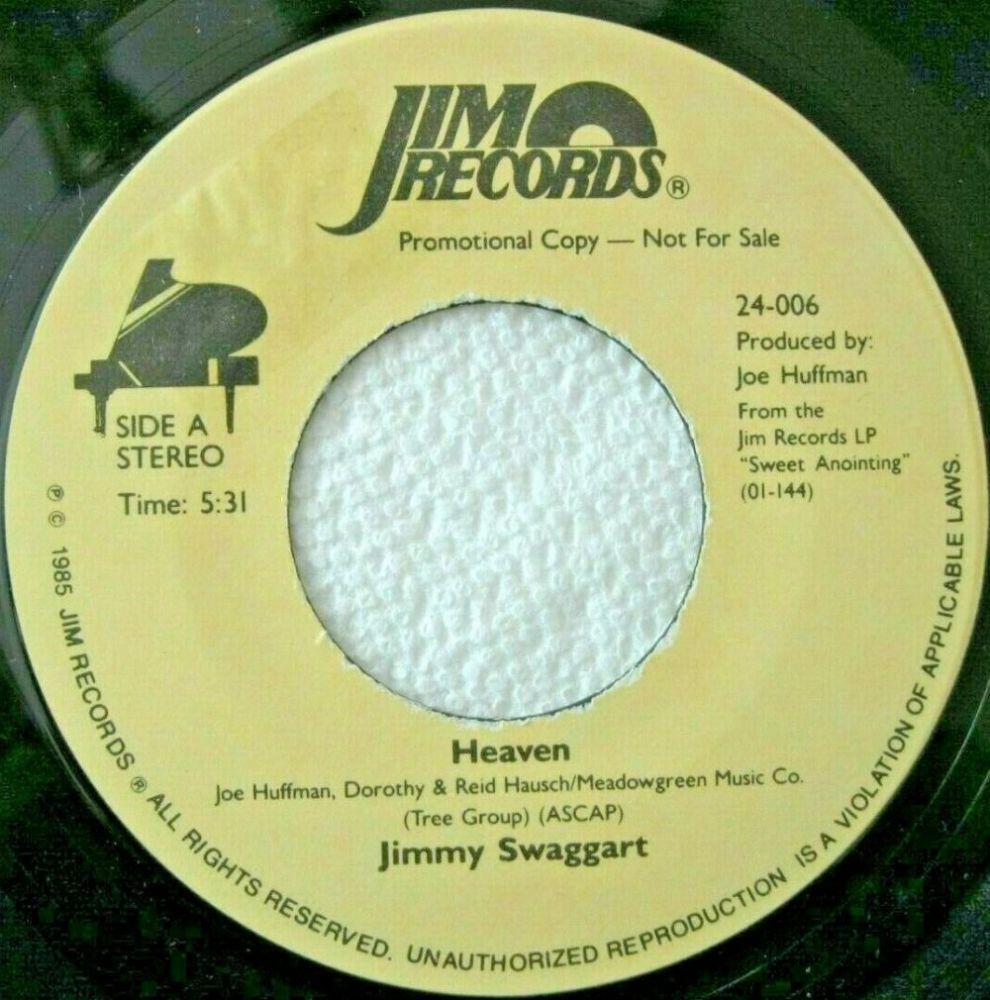 JIM
RECORDS®
Promotional Copy — Not For Sale
SIDE A
STEREO
Time: 5:31
24-006
Produced by:
Joe Huffman
From the
Jim Records LP
"Sweet Anointing"
(01-144)
Heaven
Joe Huffman, Dorothy & Reid Hausch/Meadowgreen Music Co.
(Tree Group) (ASCAP)
Jimmy Swaggart
℗ © 1985 JIM RECORDS ® ALL RIGHTS RESERVED. UNAUTHORIZED REPRODUCTION IS A VIOLATION OF APPLICABLE LAWS.